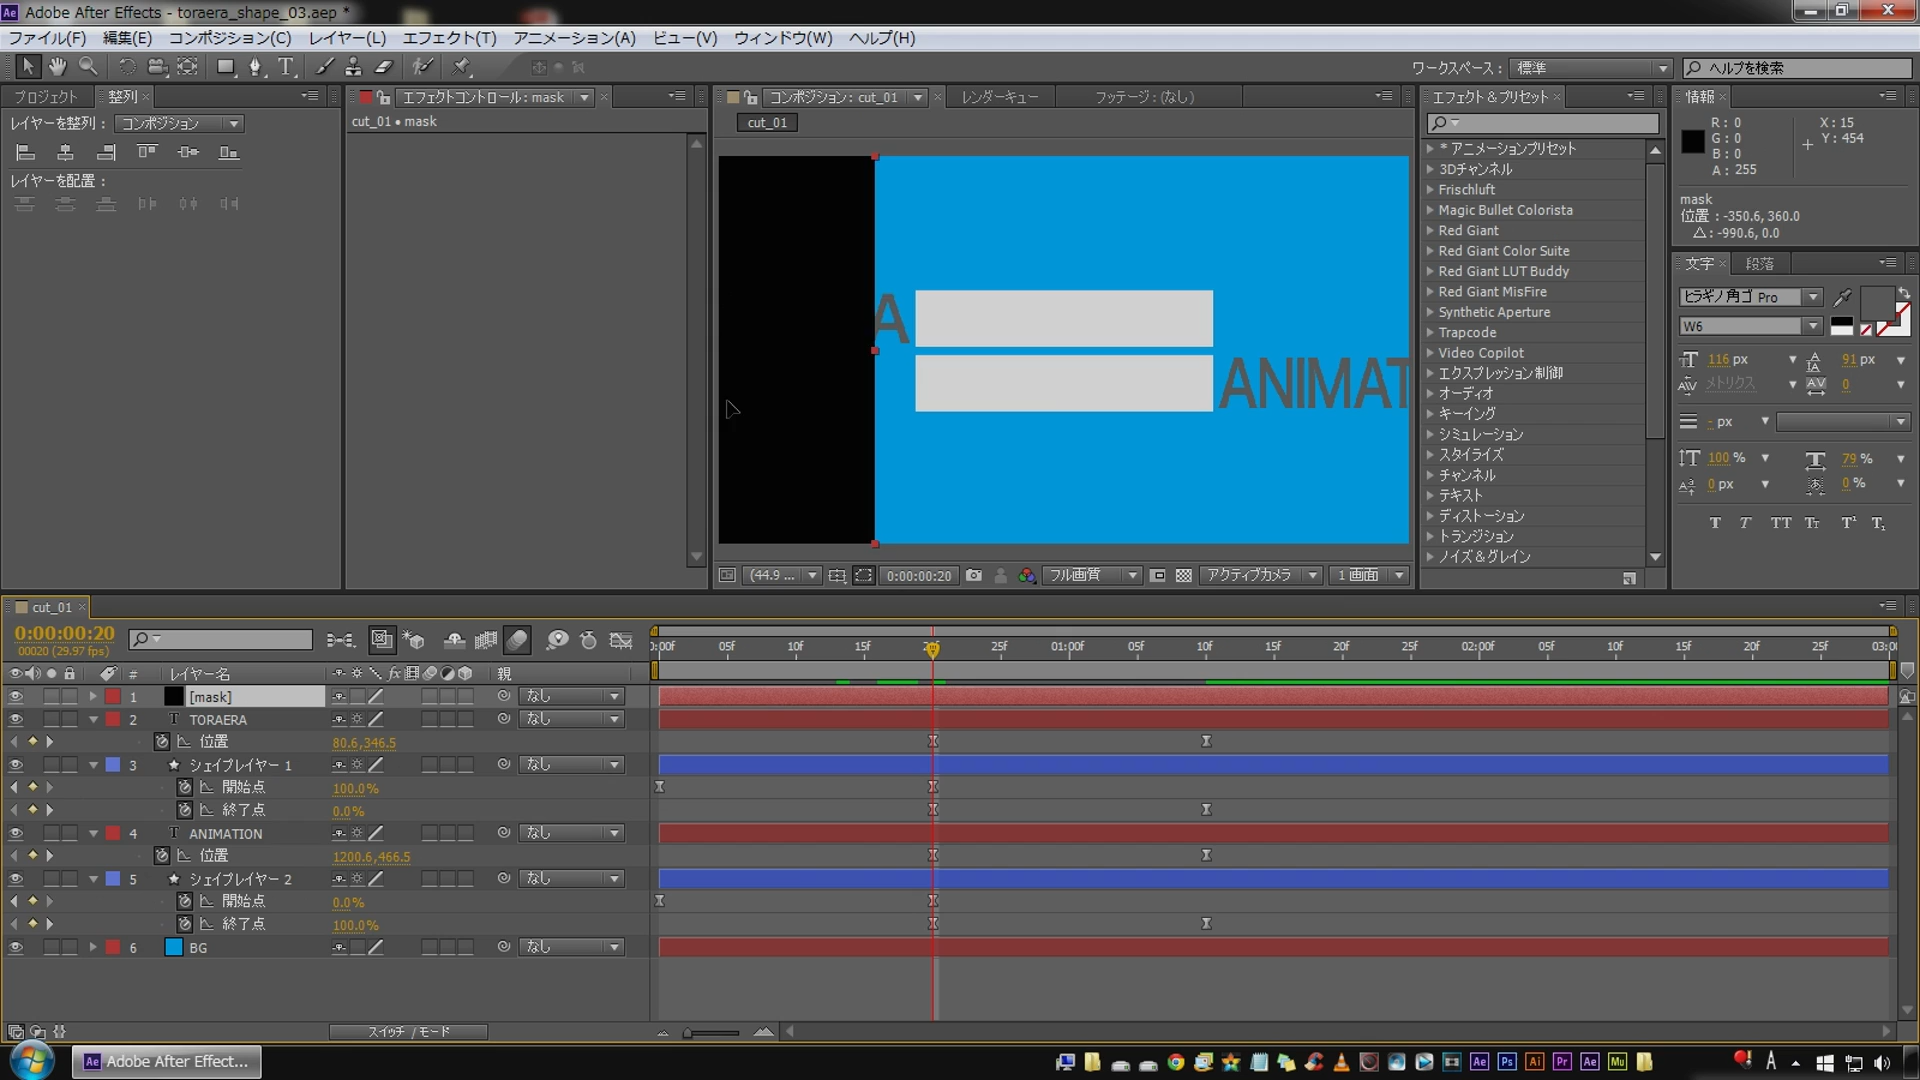 Ae Adobe After Effects - toraera_shape_03.aep *
ファイル(F) 編集(E) コンポジション(C) レイヤー(L) エフェクト(T) アニメーション(A) ビュー(V) ウィンドウ(W) ヘルプ(H)
ワークスペース : 標準 ヘルプを検索
プロジェクト 整列 エフェクトコントロール : mask コンポジション : cut_01 レンダーキュー フッテージ : (なし) エフェクト&プリセット 情報
レイヤーを整列 : コンポジション
cut_01 • mask
cut_01
レイヤーを配置 :
R : 0
G : 0
B : 0
A : 255
X : 15
Y : 454
mask
位置 : -350.6, 360.0
△ : -990.6, 0.0
A
ANIMAT
* アニメーションプリセット
3Dチャンネル
Frischluft
Magic Bullet Colorista
Red Giant
Red Giant Color Suite
Red Giant LUT Buddy
Red Giant MisFire
Synthetic Aperture
Trapcode
Video Copilot
エクスプレッション制御
オーディオ
キーイング
シミュレーション
スタイライズ
チャンネル
テキスト
ディストーション
トランジション
ノイズ&グレイン
文字 段落
ヒラギノ角ゴ Pro
W6
116 px 91 px
メトリクス 0
- px
100 % 79 %
0 px 0 %
T T TT Tт T¹ T₁
(44.9 ... 0:00:00:20 フル画質 アクティブカメラ 1 画面
cut_01
0:00:00:20
00020 (29.97 fps)
0:00f 05f 10f 15f 20f 25f 01:00f 05f 10f 15f 20f 25f 02:00f 05f 10f 15f 20f 25f 03:00
# レイヤー名 fx 親
1 [mask] なし
2 T TORAERA なし
位置 80.6,346.5
3 シェイプレイヤー 1 なし
開始点 100.0%
終了点 0.0%
4 T ANIMATION なし
位置 1200.6,466.5
5 シェイプレイヤー 2 なし
開始点 0.0%
終了点 100.0%
6 BG なし
スイッチ / モード
Ae Adobe After Effect...
Ae Ps Ai Pr Ae Mu A